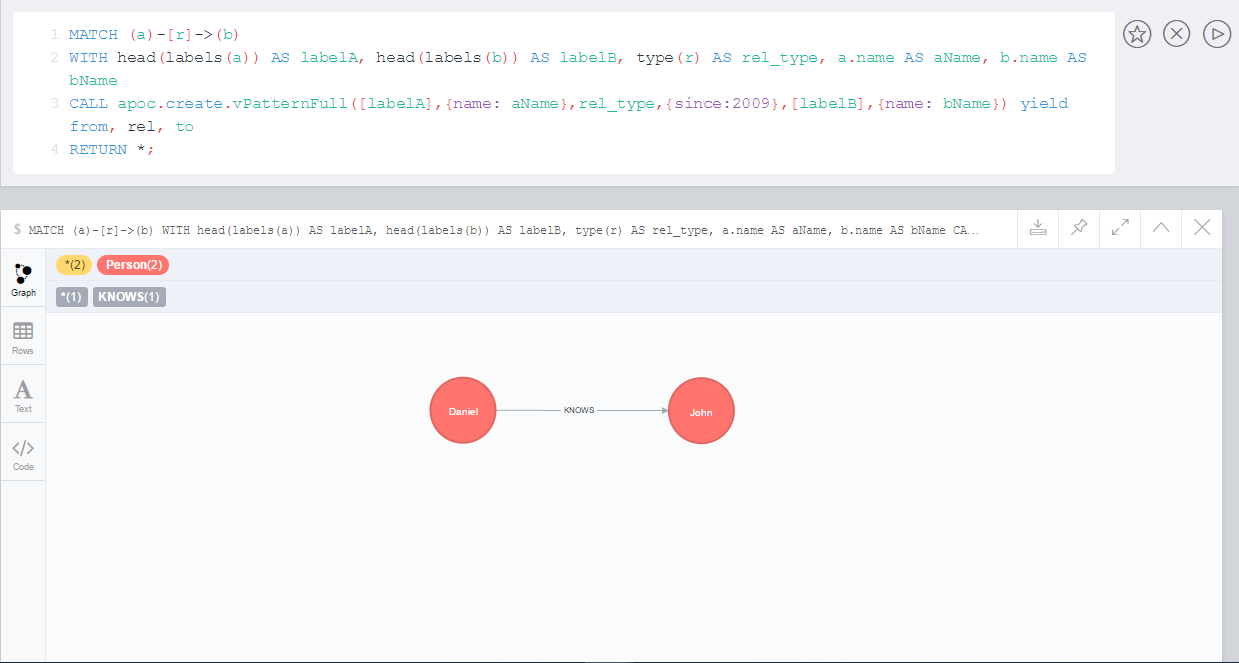 1 MATCH (a)-[r]->(b)
2 WITH head(labels(a)) AS labelA, head(labels(b)) AS labelB, type(r) AS rel_type, a.name AS aName, b.name AS
bName
3 CALL apoc.create.vPatternFull([labelA],{name: aName},rel_type,{since:2009},[labelB],{name: bName}) yield
from, rel, to
4 RETURN *;
$ MATCH (a)-[r]->(b) WITH head(labels(a)) AS labelA, head(labels(b)) AS labelB, type(r) AS rel_type, a.name AS aName, b.name AS bName CA...
*(2) Person(2)
Graph
*(1) KNOWS(1)
Rows
A
Text
</>
Code
Daniel KNOWS John